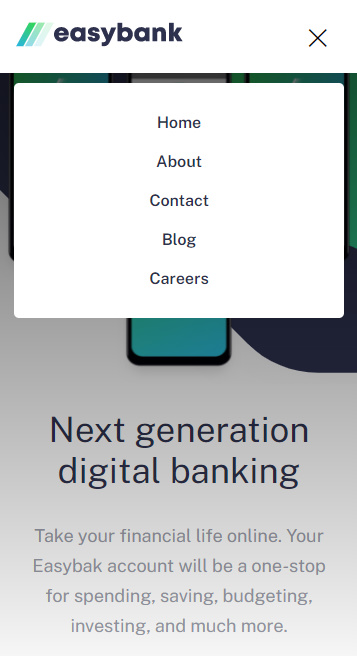 easybank
Home
About
Contact
Blog
Careers
Next generation
digital banking
Take your financial life online. Your
Easybak account will be a one-stop
for spending, saving, budgeting,
investing, and much more.